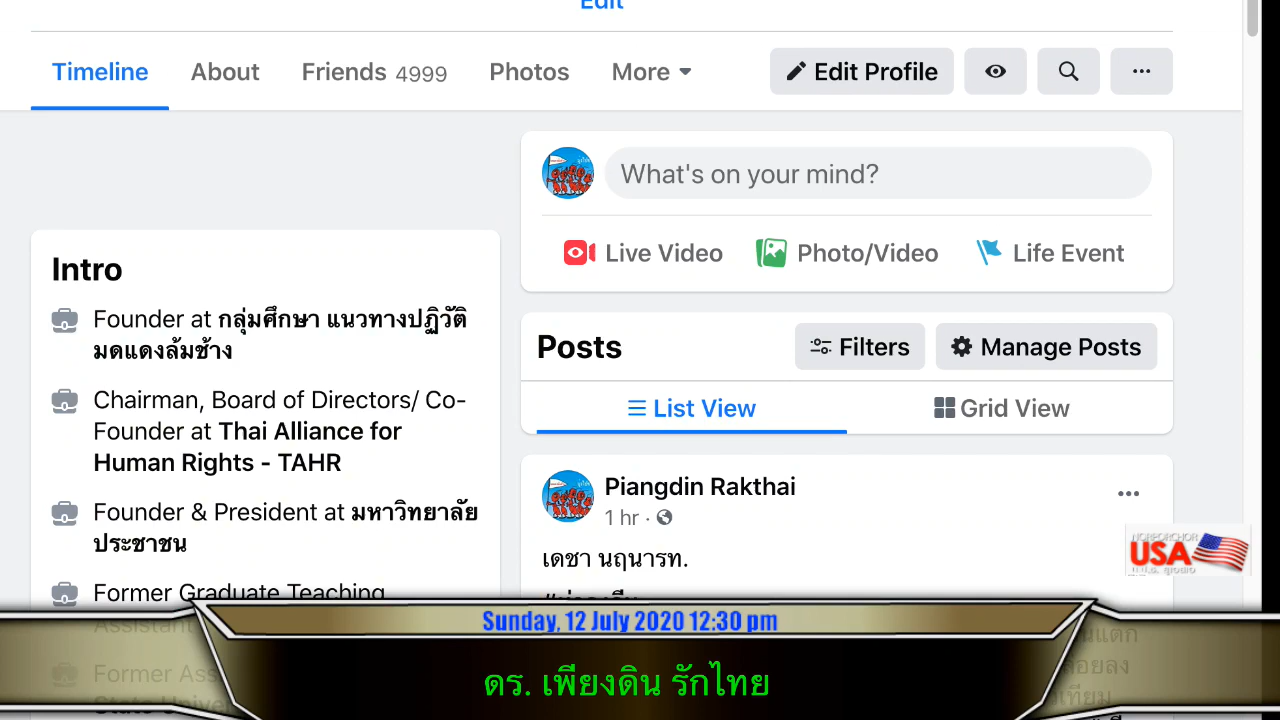 Edit
Timeline About Friends 4999 Photos More Edit Profile
What's on your mind?
Live Video Photo/Video Life Event
Intro
Founder at กลุ่มศึกษา แนวทางปฏิวัติ
มดแดงล้มช้าง
Chairman, Board of Directors/ Co-
Founder at Thai Alliance for
Human Rights - TAHR
Founder & President at มหาวิทยาลัย
ประชาชน
Former Graduate Teaching
Assistant
Former Ass
State Unive
Posts Filters Manage Posts
List View Grid View
Piangdin Rakthai
1 hr ·
เดชา นฤนารท.
NORPORCHOR
USA
Sunday, 12 July 2020 12:30 pm
ดร. เพียงดิน รักไทย